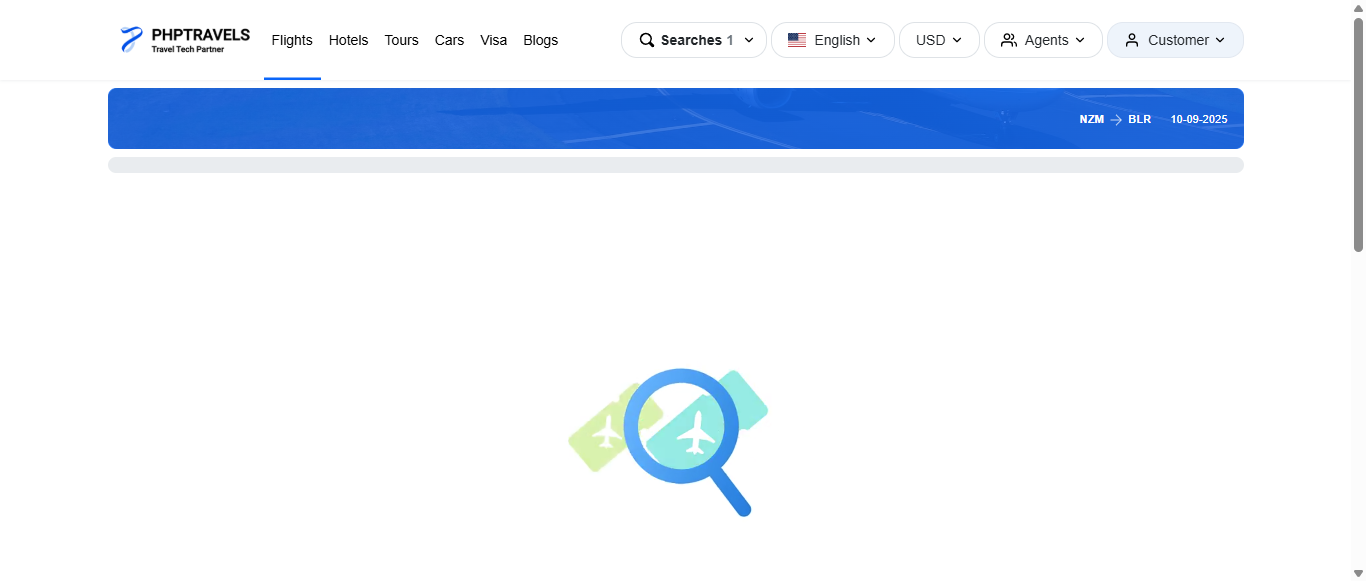 PHPTRAVELS
Travel Tech Partner
Flights Hotels Tours Cars Visa Blogs
Searches 1 English USD Agents Customer
NZM → BLR 10-09-2025